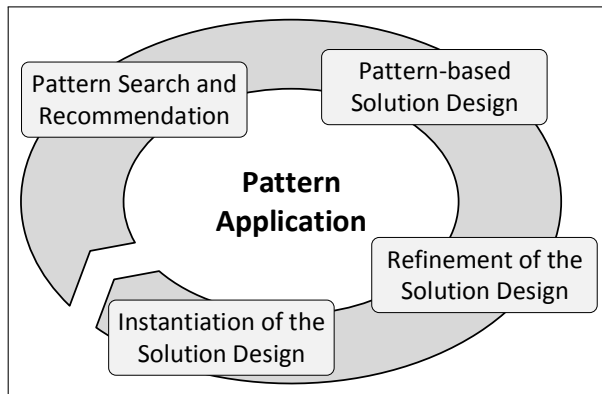 Pattern Search and
Recommendation
Pattern-based
Solution Design
Pattern
Application
Refinement of the
Solution Design
Instantiation of the
Solution Design